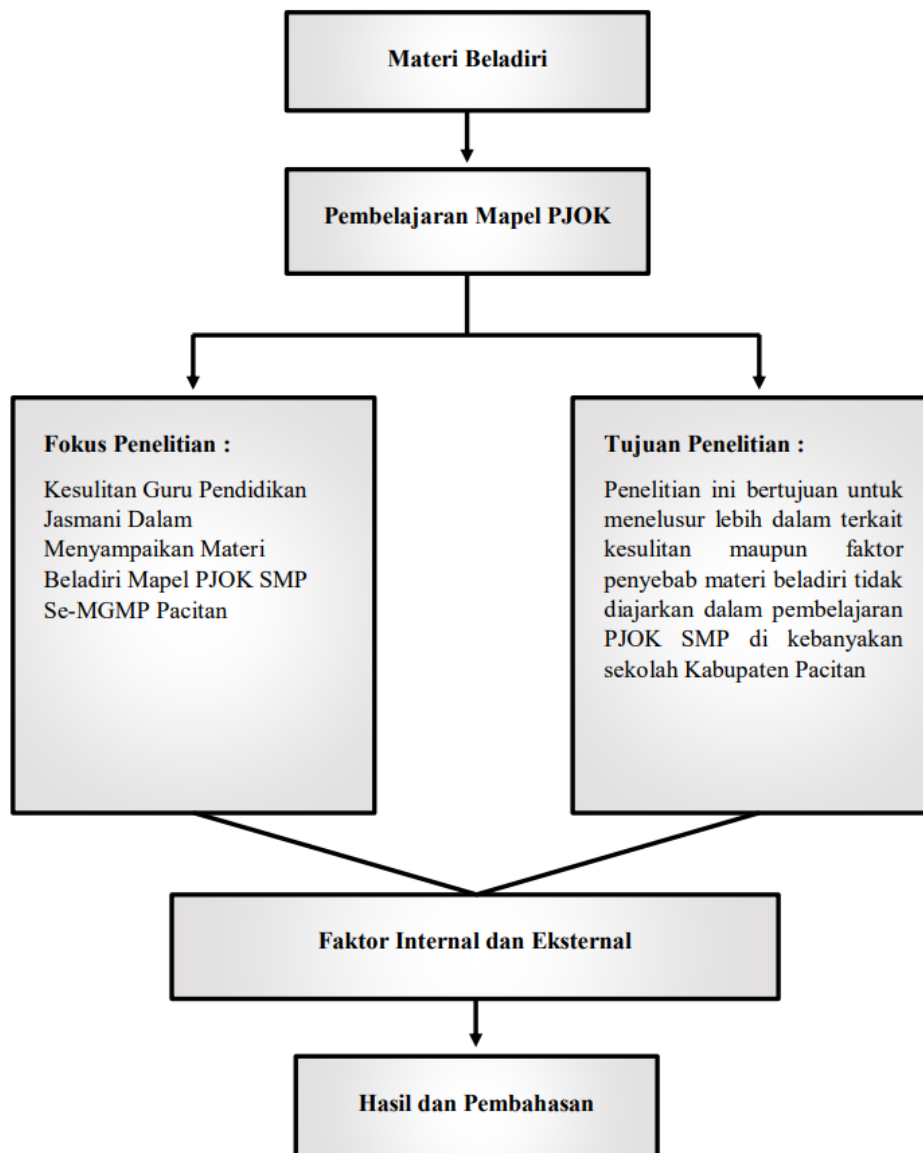 Materi Beladiri
Pembelajaran Mapel PJOK
Fokus Penelitian :
Kesulitan Guru Pendidikan
Jasmani Dalam
Menyampaikan Materi
Beladiri Mapel PJOK SMP
Se-MGMP Pacitan
Tujuan Penelitian :
Penelitian ini bertujuan untuk
menelusur lebih dalam terkait
kesulitan maupun faktor
penyebab materi beladiri tidak
diajarkan dalam pembelajaran
PJOK SMP di kebanyakan
sekolah Kabupaten Pacitan
Faktor Internal dan Eksternal
Hasil dan Pembahasan